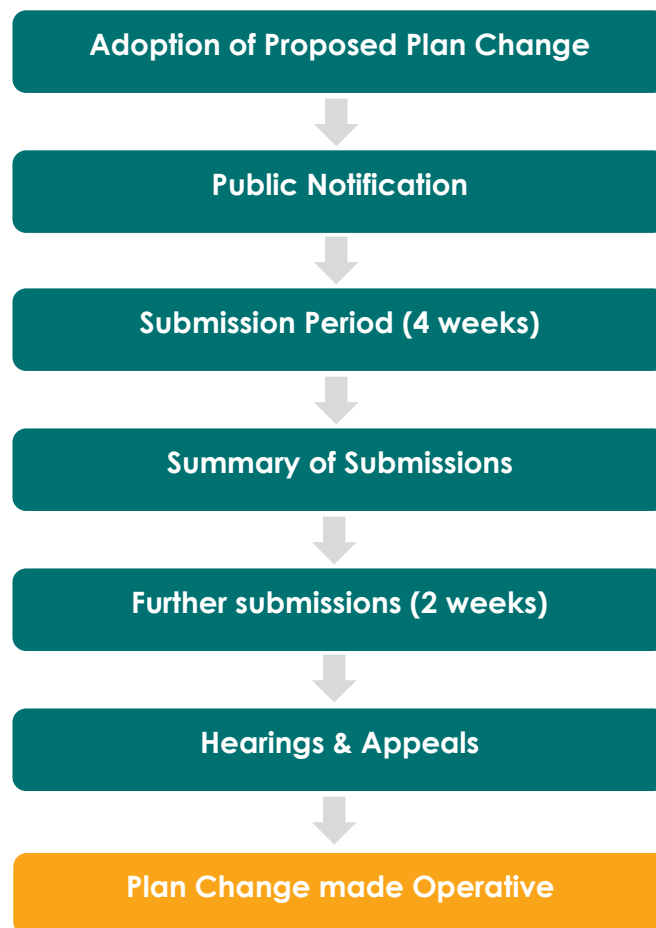 Adoption of Proposed Plan Change
Public Notification
Submission Period (4 weeks)
Summary of Submissions
Further submissions (2 weeks)
Hearings & Appeals
Plan Change made Operative